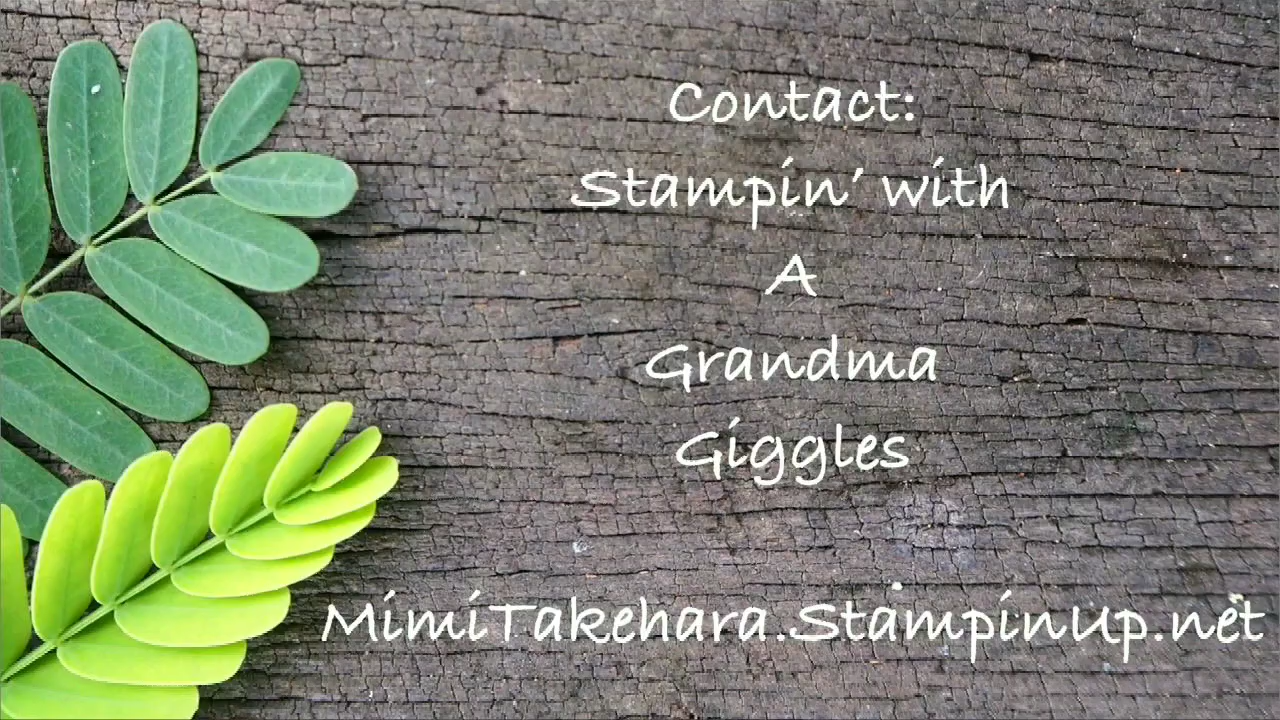 Contact:
Stampin' with
A
Grandma
Giggles
MimiTakehara.StampinUp.net